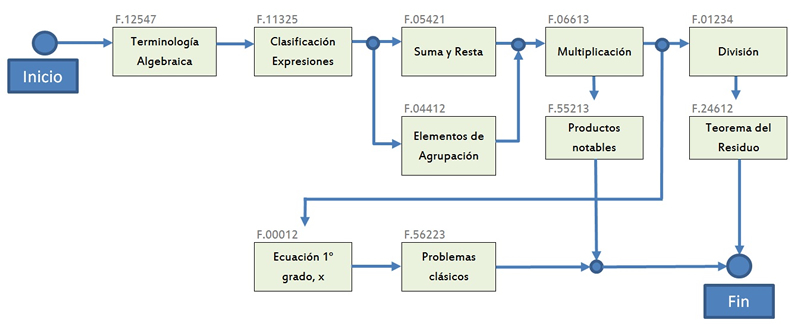 F.12547
Terminología
Algebraica
F.11325
Clasificación
Expresiones
F.05421
Suma y Resta
F.06613
Multiplicación
F.01234
División
Inicio
F.04412
Elementos de
Agrupación
F.55213
Productos
notables
F.24612
Teorema del
Residuo
F.00012
Ecuación 1°
grado, x
F.56223
Problemas
clásicos
Fin